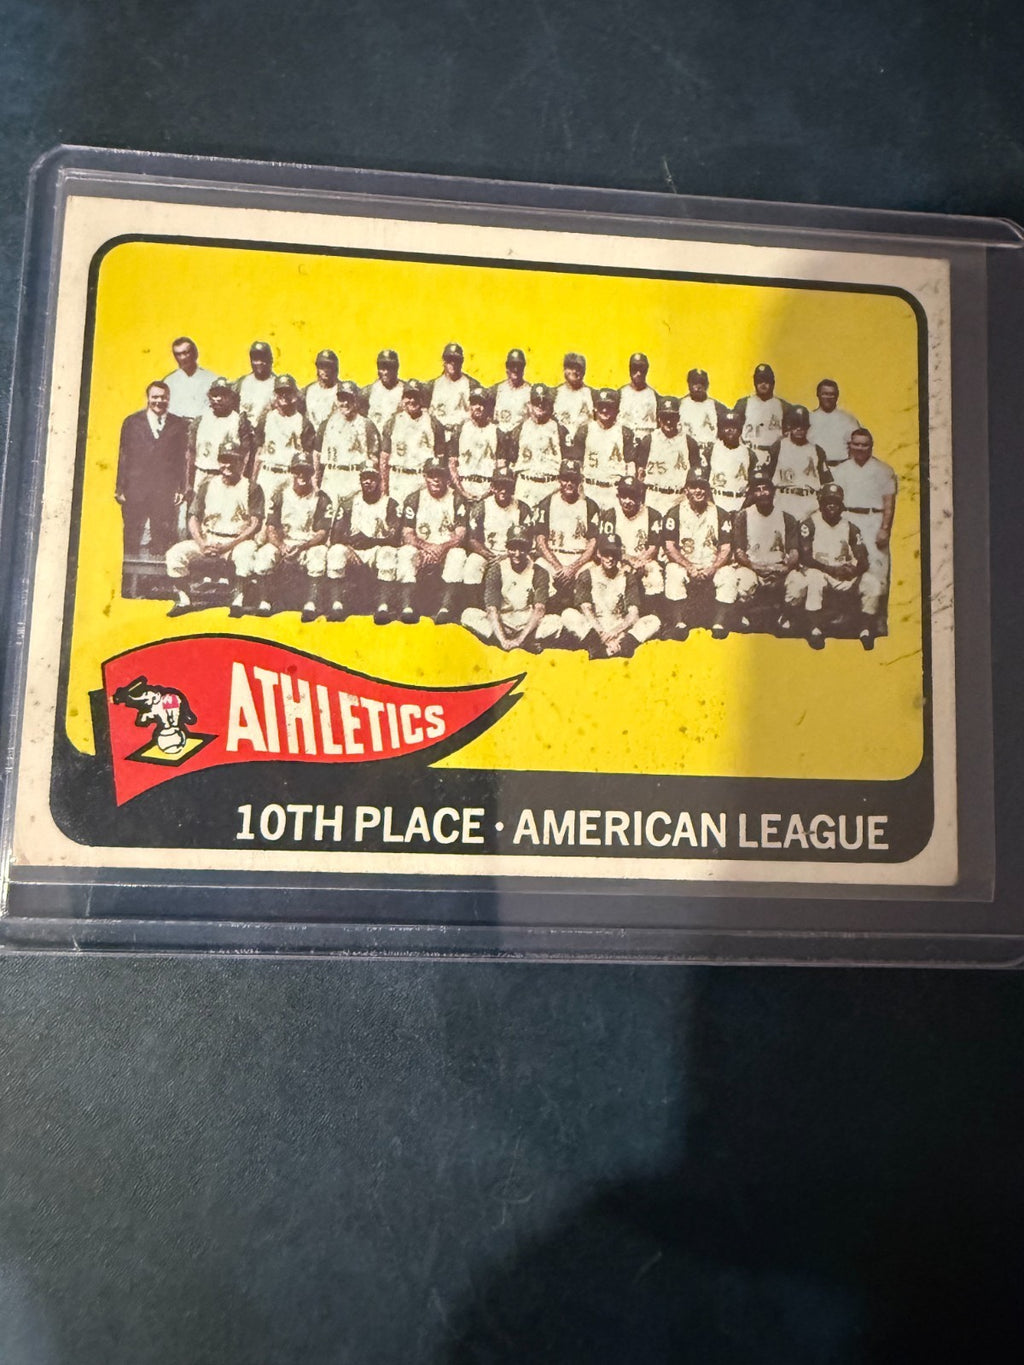 ATHLETICS
10TH PLACE · AMERICAN LEAGUE